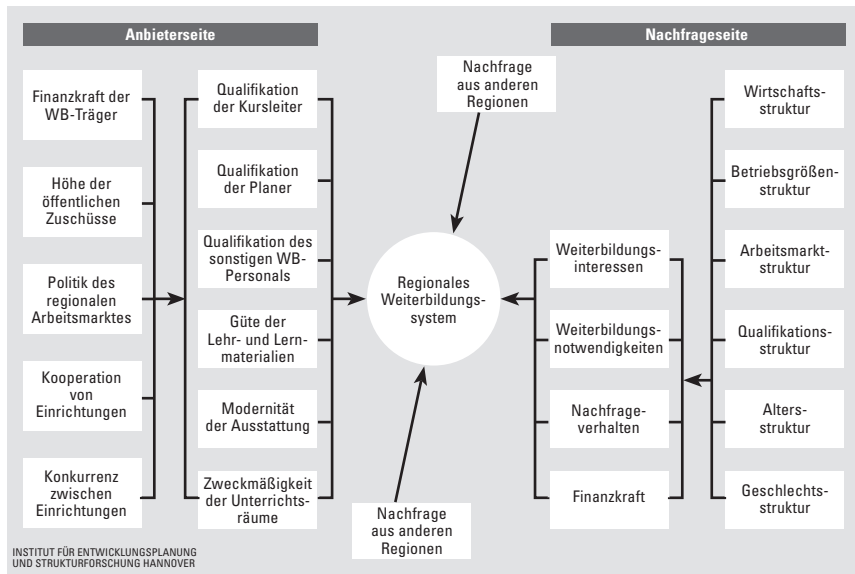 Anbieterseite
Nachfrageseite
Finanzkraft der
WB-Träger
Höhe der
öffentlichen
Zuschüsse
Politik des
regionalen
Arbeitsmarktes
Kooperation
von
Einrichtungen
Konkurrenz
zwischen
Einrichtungen
Qualifikation
der Kursleiter
Qualifikation
der Planer
Qualifikation des
sonstigen WB-
Personals
Güte der
Lehr- und Lern-
materialien
Modernität
der Ausstattung
Zweckmäßigkeit
der Unterrichts-
räume
Nachfrage
aus anderen
Regionen
Regionales
Weiterbildungs-
system
Nachfrage
aus anderen
Regionen
Weiterbildungs-
interessen
Weiterbildungs-
notwendigkeiten
Nachfrage-
verhalten
Finanzkraft
Wirtschafts-
struktur
Betriebsgrößen-
struktur
Arbeitsmarkt-
struktur
Qualifikations-
struktur
Alters-
struktur
Geschlechts-
struktur
INSTITUT FÜR ENTWICKLUNGSPLANUNG
UND STRUKTURFORSCHUNG HANNOVER